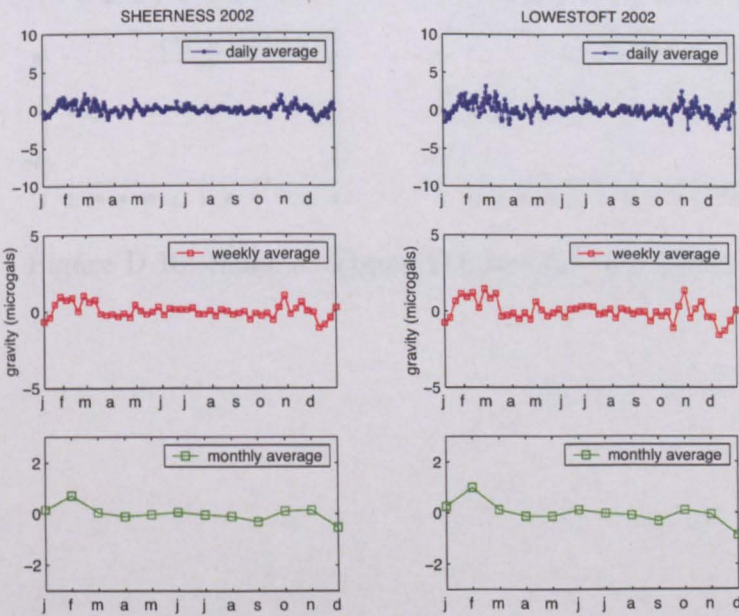 SHEERNESS 2002
10
5
0
−5
−10
daily average
j f m a m j j a s o n d
gravity (microgals)
5
0
−5
weekly average
j f m a m j j a s o n d
2
0
−2
monthly average
j f m a m j j a s o n d
LOWESTOFT 2002
10
5
0
−5
−10
daily average
j f m a m j j a s o n d
gravity (microgals)
5
0
−5
weekly average
j f m a m j j a s o n d
2
0
−2
monthly average
j f m a m j j a s o n d